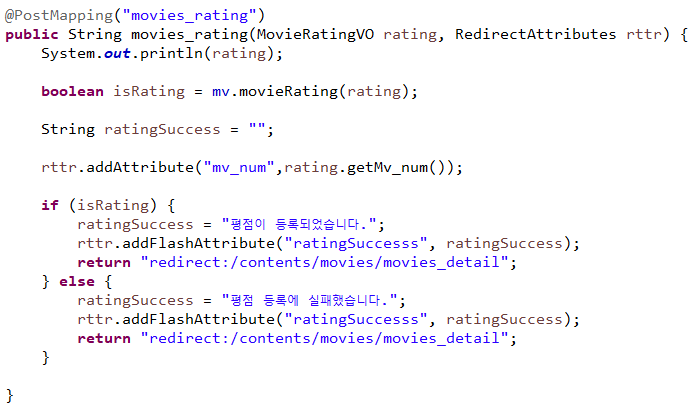 @PostMapping("movies_rating")
public String movies_rating(MovieRatingVO rating, RedirectAttributes rttr) {
System.out.println(rating);
boolean isRating = mv.movieRating(rating);
String ratingSuccess = "";
rttr.addAttribute("mv_num",rating.getMv_num());
if (isRating) {
ratingSuccess = "평점이 등록되었습니다.";
rttr.addFlashAttribute("ratingSuccesss", ratingSuccess);
return "redirect:/contents/movies/movies_detail";
} else {
ratingSuccess = "평점 등록에 실패했습니다.";
rttr.addFlashAttribute("ratingSuccesss", ratingSuccess);
return "redirect:/contents/movies/movies_detail";
}
}